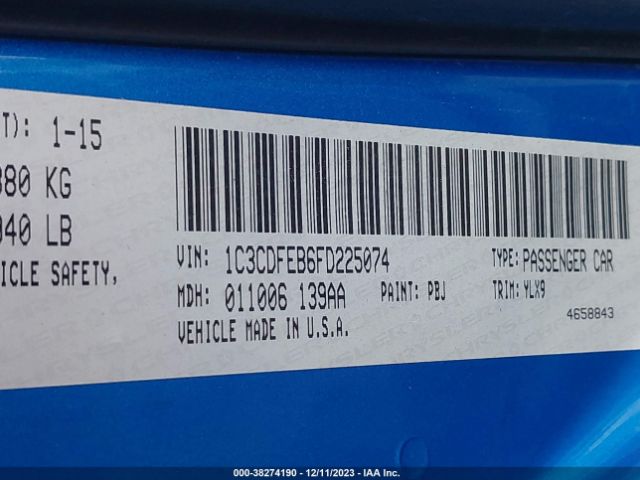 T): 1-15
80 KG
040 LB
ICLE SAFETY,
VIN: 1C3CDFEB6FD225074 TYPE: PASSENGER CAR
MDH: 011006 139AA PAINT: PBJ TRIM: YLX9
VEHICLE MADE IN U.S.A. 4658843
000-38274190 - 12/11/2023 - IAA Inc.